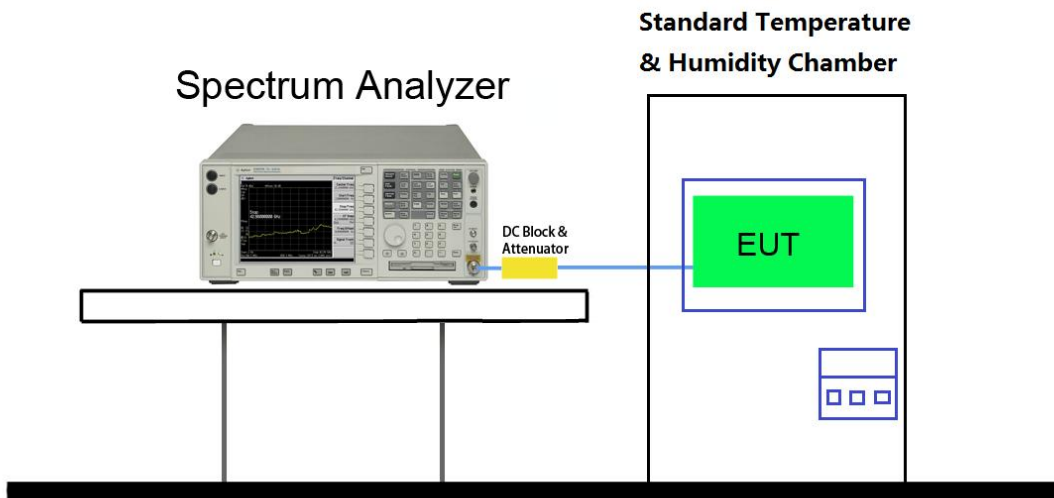 Standard Temperature
& Humidity Chamber
Spectrum Analyzer
DC Block &
Attenuator
EUT